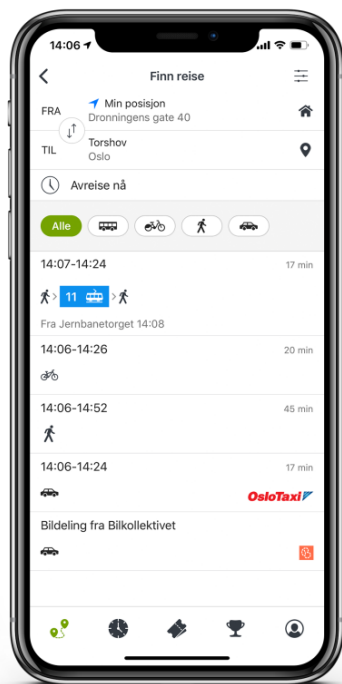 14:06
Finn reise
FRA
Min posisjon
Dronningens gate 40
TIL
Torshov
Oslo
Avreise nå
Alle
14:07-14:24 17 min
11
Fra Jernbanetorget 14:08
14:06-14:26 20 min
14:06-14:52 45 min
14:06-14:24 17 min
OsloTaxi
Bildeling fra Bilkollektivet